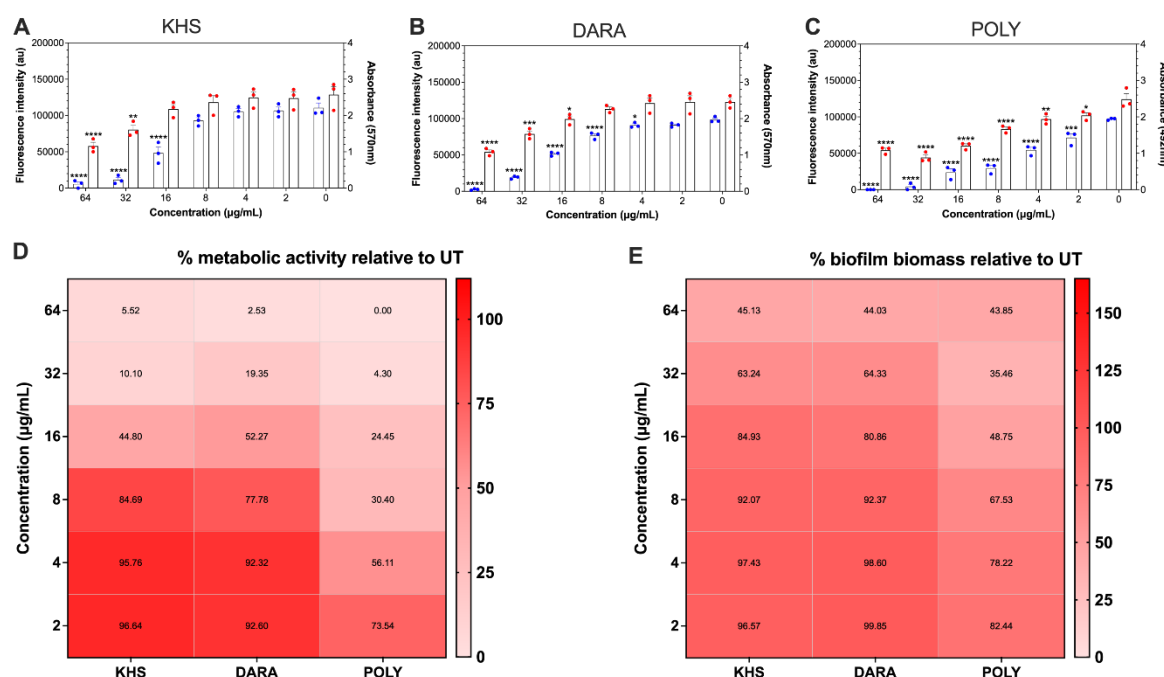 A
KHS
Fluorescence intensity (au)
200000
150000
100000
50000
0
4
3
2
1
0
Absorbance (570nm)
**** **** **** ** ****
64 32 16 8 4 2 0
Concentration (µg/mL)
B
DARA
Fluorescence intensity (au)
200000
150000
100000
50000
0
4
3
2
1
0
Absorbance (570nm)
**** **** **** *** **** * **** *
64 32 16 8 4 2 0
Concentration (µg/mL)
C
POLY
Fluorescence intensity (au)
200000
150000
100000
50000
0
4
3
2
1
0
**** **** **** **** **** **** **** **** **** ** *** *
64 32 16 8 4 2 0
Concentration (µg/mL)
D
% metabolic activity relative to UT
Concentration (µg/mL)
64 5.52 2.53 0.00
32 10.10 19.35 4.30
16 44.80 52.27 24.45
8 84.69 77.78 30.40
4 95.76 92.32 56.11
2 96.64 92.60 73.54
KHS DARA POLY
100
75
50
25
0
E
% biofilm biomass relative to UT
Concentration (µg/mL)
64 45.13 44.03 43.85
32 63.24 64.33 35.46
16 84.93 80.86 48.75
8 92.07 92.37 67.53
4 97.43 98.60 78.22
2 96.57 99.85 82.44
KHS DARA POLY
150
125
100
75
50
25
0